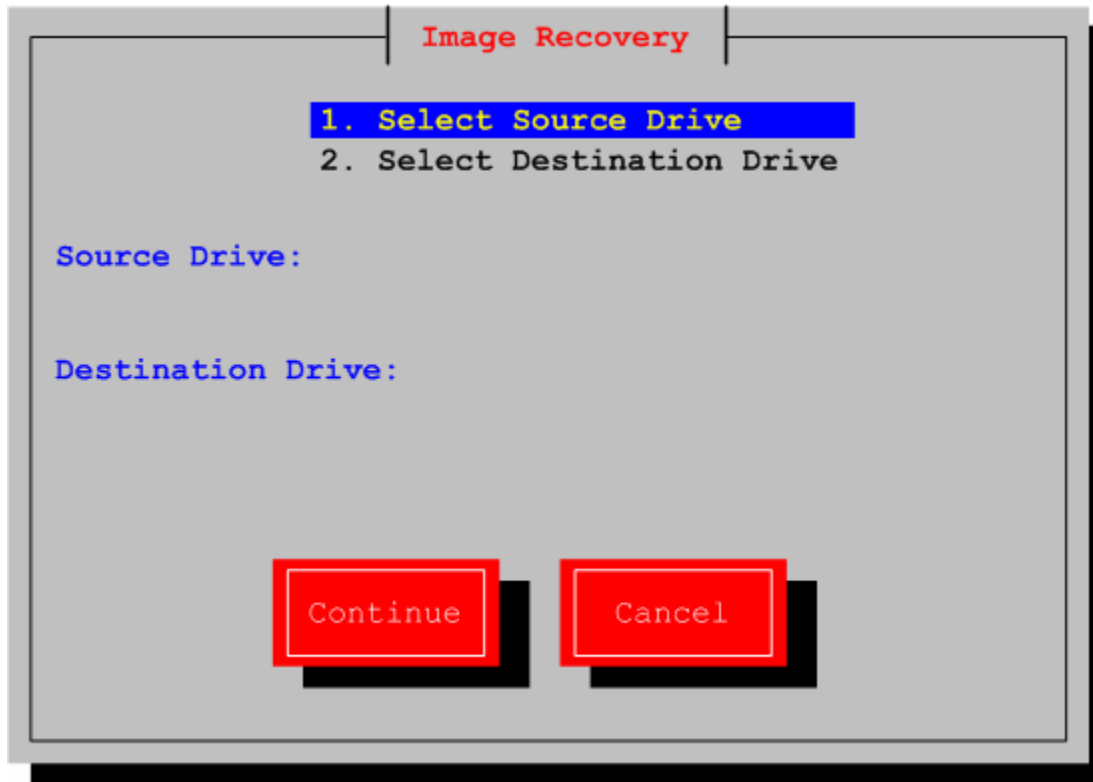 Image Recovery
1. Select Source Drive
2. Select Destination Drive
Source Drive:
Destination Drive:
Continue Cancel